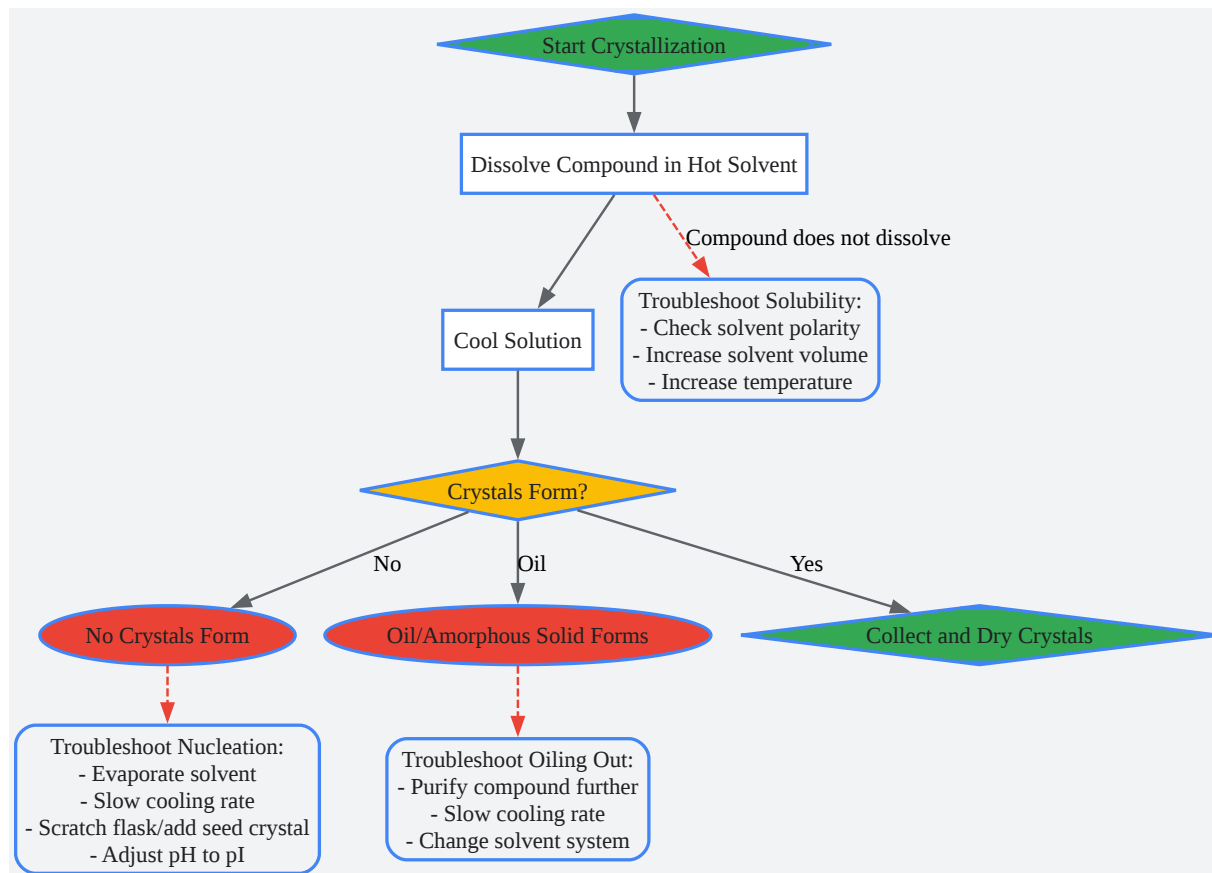 Start Crystallization
Dissolve Compound in Hot Solvent
Compound does not dissolve
Troubleshoot Solubility:
- Check solvent polarity
- Increase solvent volume
- Increase temperature
Cool Solution
Crystals Form?
No
Oil
Yes
No Crystals Form
Oil/Amorphous Solid Forms
Collect and Dry Crystals
Troubleshoot Nucleation:
- Evaporate solvent
- Slow cooling rate
- Scratch flask/add seed crystal
- Adjust pH to pI
Troubleshoot Oiling Out:
- Purify compound further
- Slow cooling rate
- Change solvent system